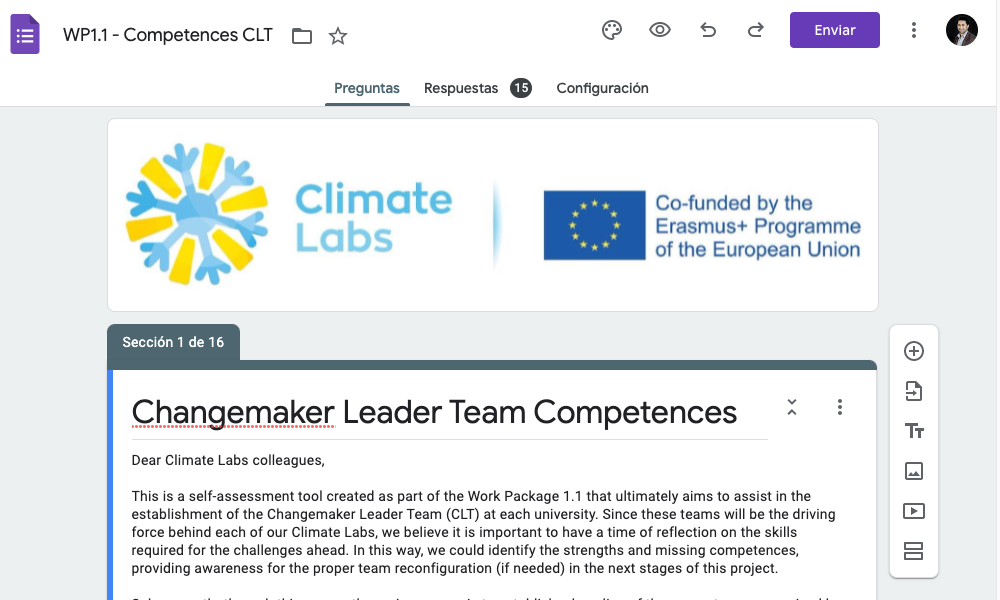 WP1.1 - Competences CLT
Enviar
Preguntas
Respuestas 15
Configuración
Climate
Labs
Co-funded by the
Erasmus+ Programme
of the European Union
Sección 1 de 16
Changemaker Leader Team Competences
Dear Climate Labs colleagues,
This is a self-assessment tool created as part of the Work Package 1.1 that ultimately aims to assist in the
establishment of the Changemaker Leader Team (CLT) at each university. Since these teams will be the driving
force behind each of our Climate Labs, we believe it is important to have a time of reflection on the skills
required for the challenges ahead. In this way, we could identify the strengths and missing competences,
providing awareness for the proper team reconfiguration (if needed) in the next stages of this project.